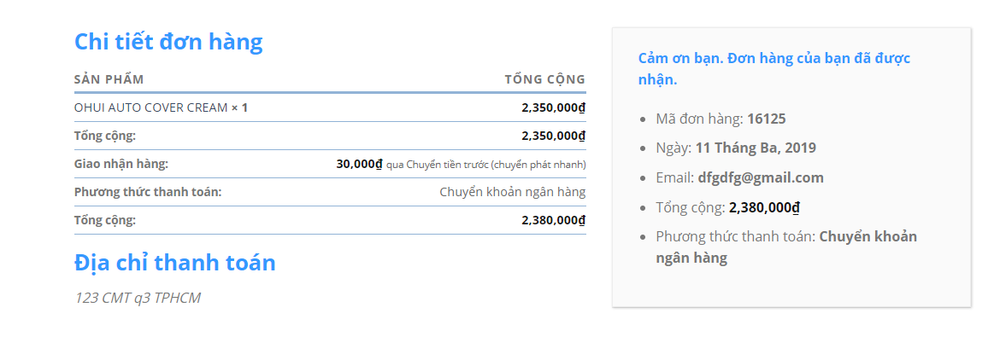 Chi tiết đơn hàng
SẢN PHẨM TỔNG CỘNG
OHUI AUTO COVER CREAM × 1 2,350,000₫
Tổng cộng: 2,350,000₫
Giao nhận hàng: 30,000₫ qua Chuyển tiền trước (chuyển phát nhanh)
Phương thức thanh toán: Chuyển khoản ngân hàng
Tổng cộng: 2,380,000₫
Địa chỉ thanh toán
123 CMT q3 TPHCM
Cảm ơn bạn. Đơn hàng của bạn đã được
nhận.
• Mã đơn hàng: 16125
• Ngày: 11 Tháng Ba, 2019
• Email: dfgdfg@gmail.com
• Tổng cộng: 2,380,000₫
• Phương thức thanh toán: Chuyển khoản
ngân hàng